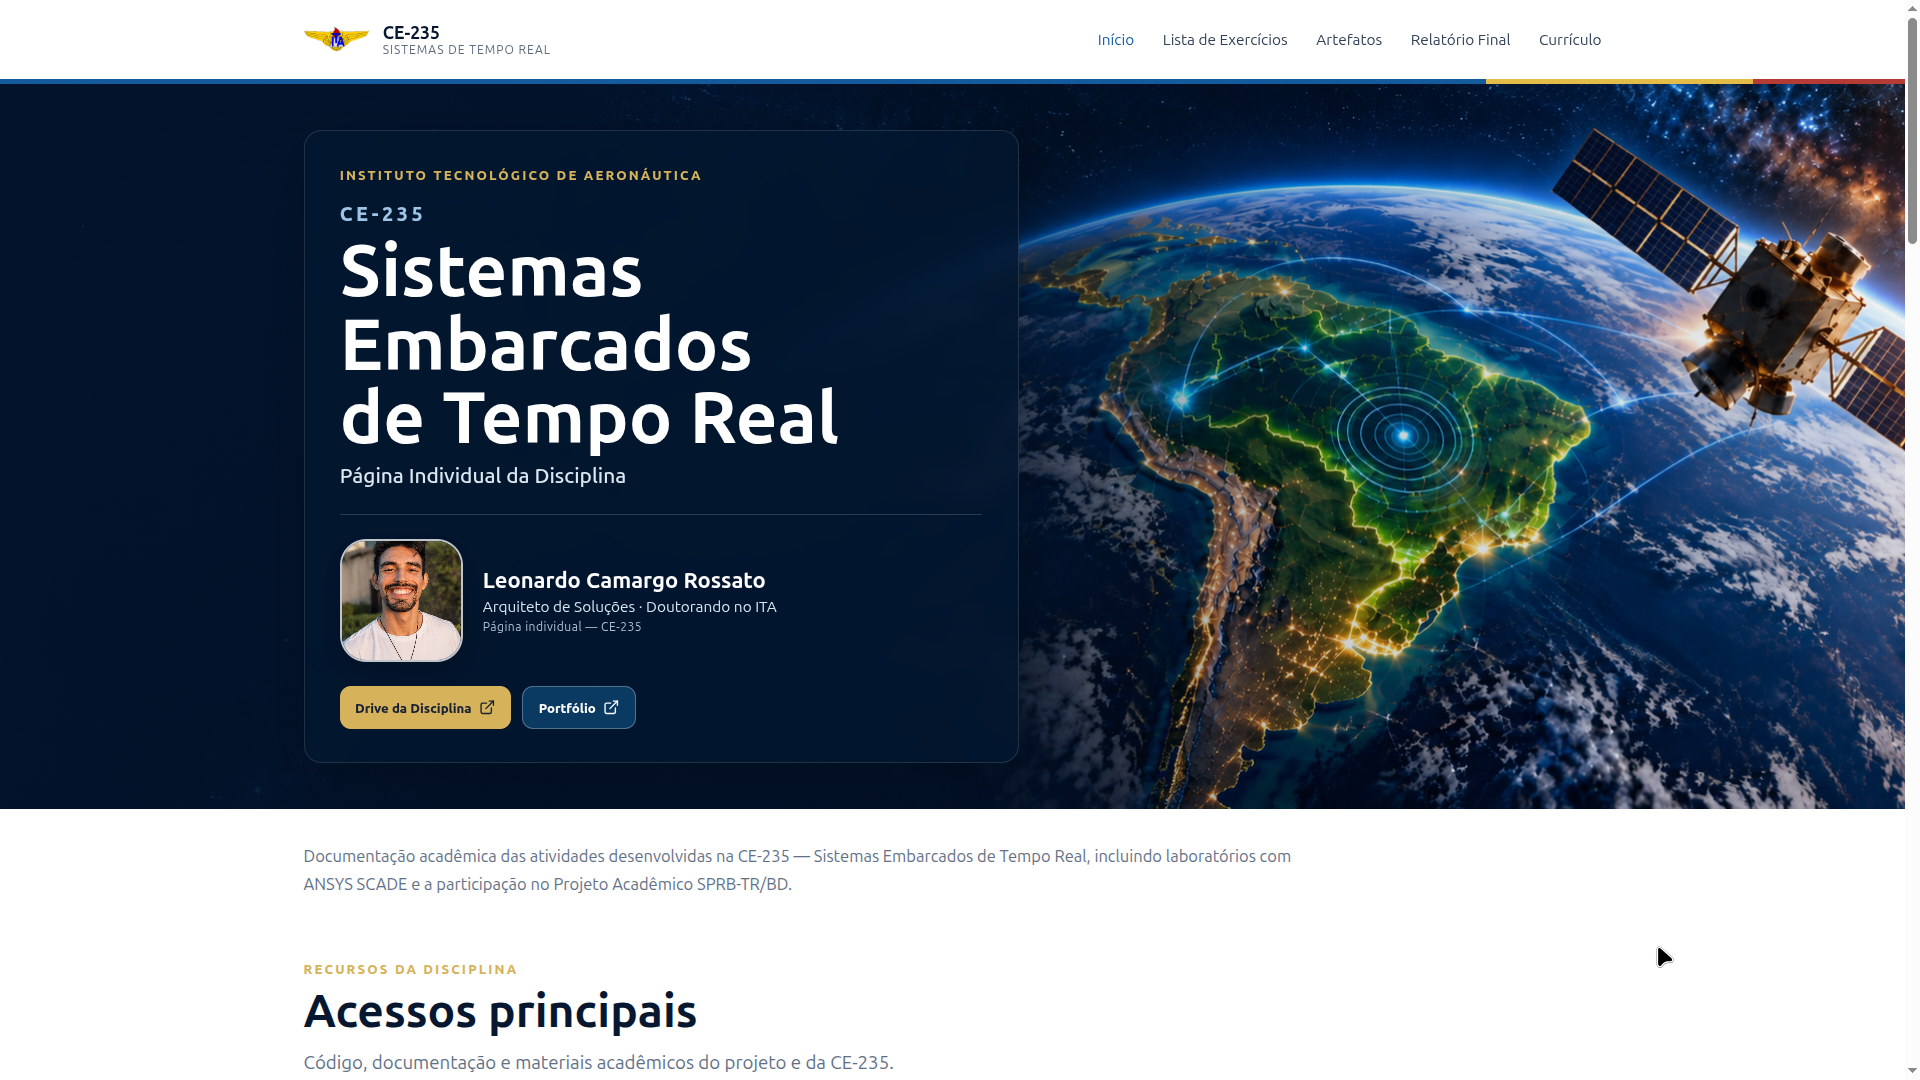 CE-235
SISTEMAS DE TEMPO REAL
Início
Lista de Exercícios
Artefatos
Relatório Final
Currículo
INSTITUTO TECNOLÓGICO DE AERONÁUTICA
CE-235
Sistemas
Embarcados
de Tempo Real
Página Individual da Disciplina
Leonardo Camargo Rossato
Arquiteto de Soluções · Doutorando no ITA
Página individual — CE-235
Drive da Disciplina
Portfólio
Documentação acadêmica das atividades desenvolvidas na CE-235 — Sistemas Embarcados de Tempo Real, incluindo laboratórios com
ANSYS SCADE e a participação no Projeto Acadêmico SPRB-TR/BD.
RECURSOS DA DISCIPLINA
Acessos principais
Código, documentação e materiais acadêmicos do projeto e da CE-235.